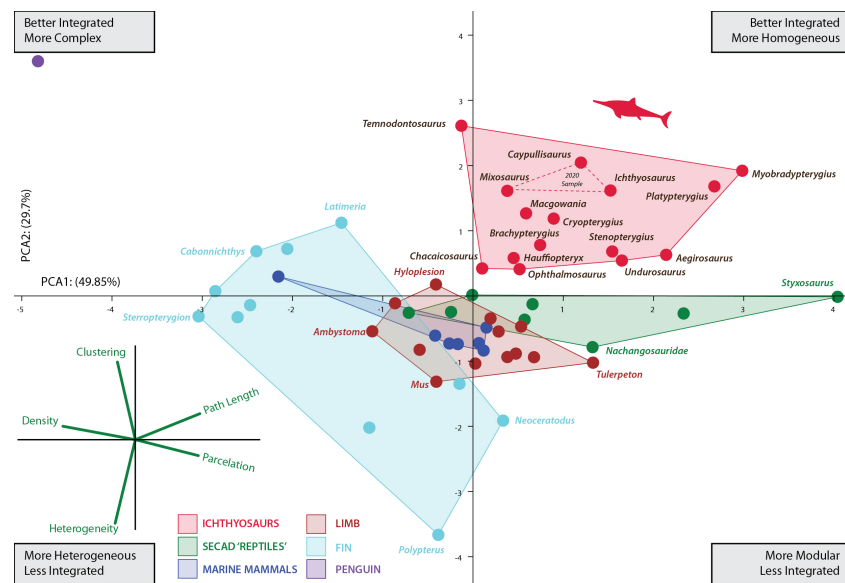 Better Integrated
More Complex
Better Integrated
More Homogeneous
4
3
2
1
Temnodontosaurus
Caypullisaurus
Mixosaurus
2020
Sample
Ichthyosaurus
Myobradypterygius
Platypterygius
Macgowania
Cryopterygius
Brachypterygius
Stenopterygius
Chacaicosaurus
Hauffiopteryx
Aegirosaurus
Ophthalmosaurus
Undurosaurus
Latimeria
Cabonnichthys
Hyloplesion
Styxosaurus
PCA2: (29.7%)
PCA1: (49.85%)
-5
-4
-3
-2
-1
1
2
3
4
Sterropterygion
Ambystoma
Nachangosauridae
Mus
Tulerpeton
Neoceratodus
Polypterus
-1
-2
-3
-4
Clustering
Path Length
Density
Parcelation
Heterogeneity
ICHTHYOSAURS
LIMB
SECAD 'REPTILES'
FIN
MARINE MAMMALS
PENGUIN
More Heterogeneous
Less Integrated
More Modular
Less Integrated